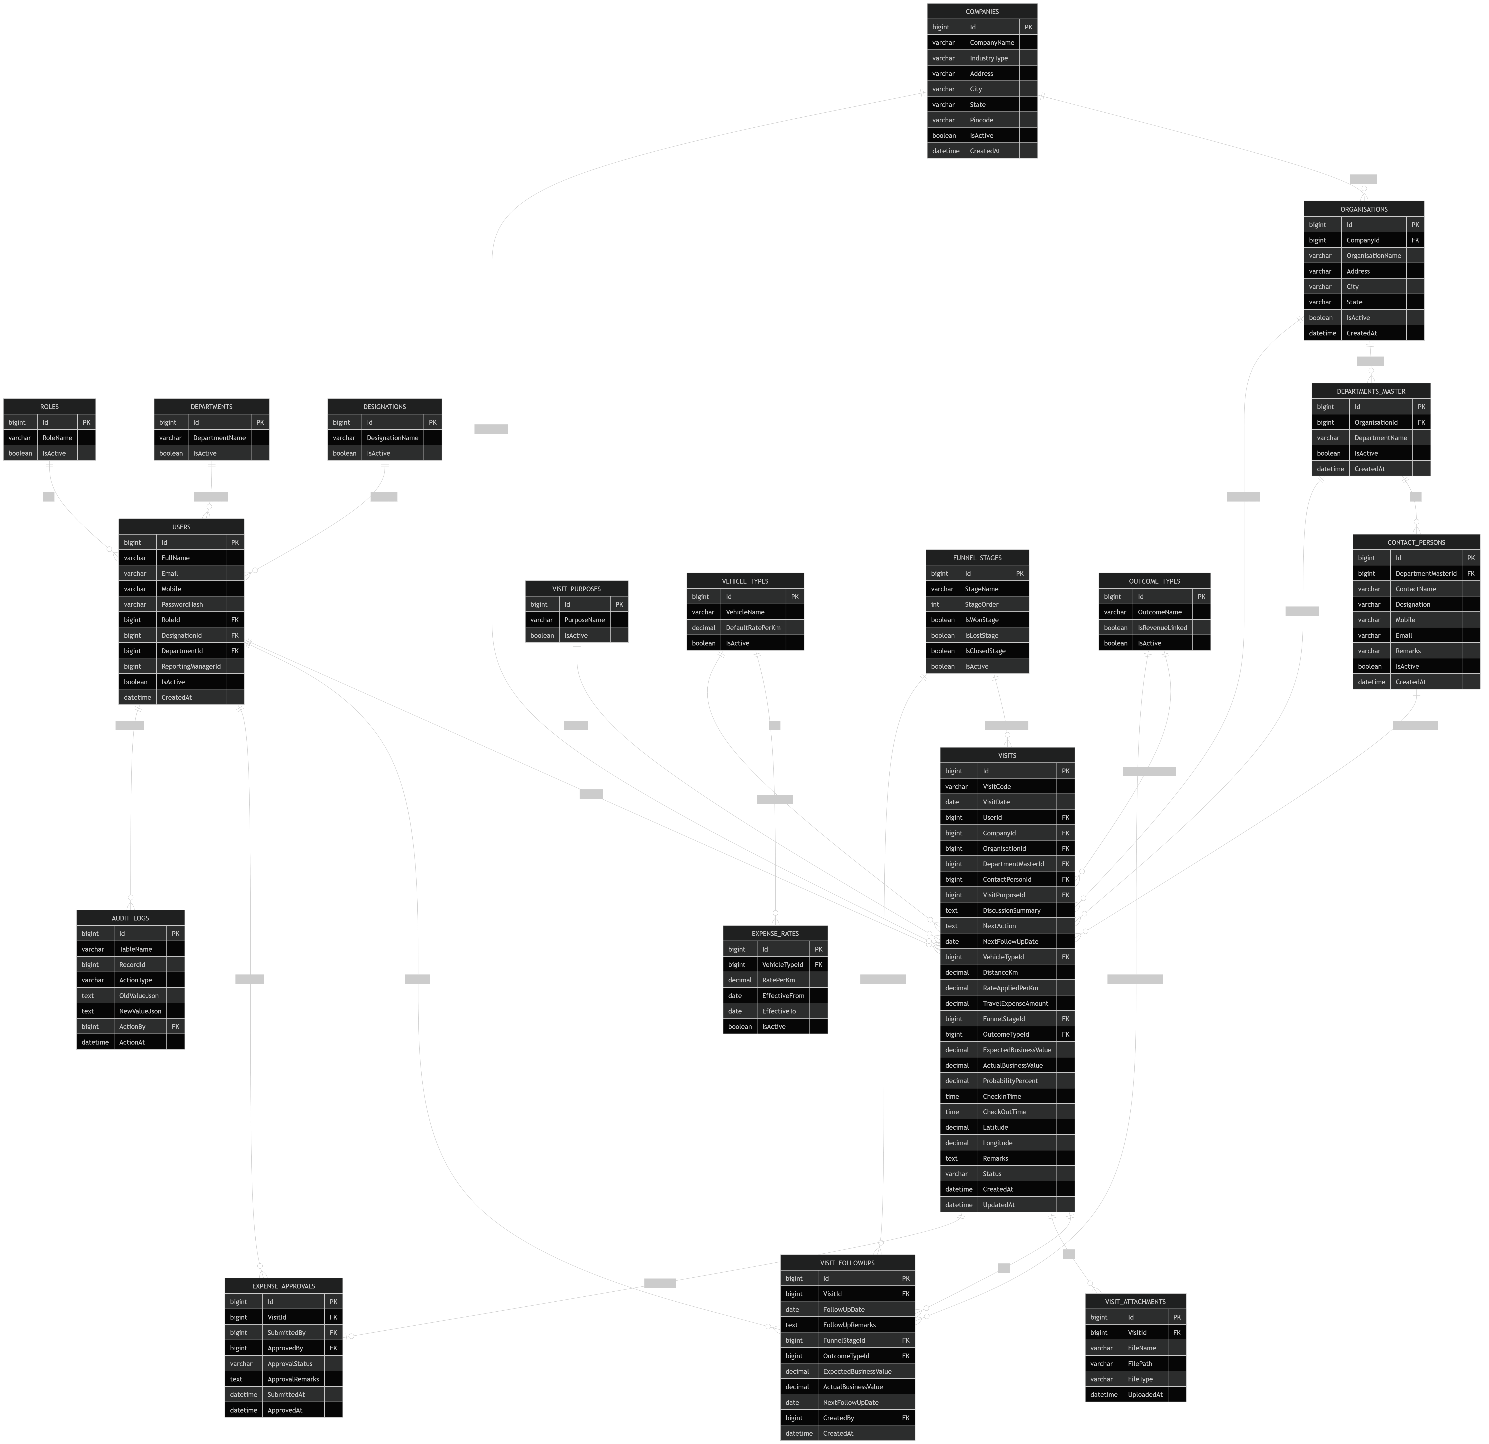 COMPANIES
bigint Id PK
varchar CompanyName
varchar IndustryType
varchar Address
varchar City
varchar State
varchar Pincode
boolean IsActive
datetime CreatedAt
ORGANISATIONS
bigint Id PK
bigint CompanyId FK
varchar OrganisationName
varchar Address
varchar City
varchar State
boolean IsActive
datetime CreatedAt
DEPARTMENTS_MASTER
bigint Id PK
bigint OrganisationId FK
varchar DepartmentName
boolean IsActive
datetime CreatedAt
ROLES
bigint Id PK
varchar RoleName
boolean IsActive
DEPARTMENTS
bigint Id PK
varchar DepartmentName
boolean IsActive
DESIGNATIONS
bigint Id PK
varchar DesignationName
boolean IsActive
USERS
bigint Id PK
varchar FullName
varchar Email
varchar Mobile
varchar PasswordHash
bigint RoleId FK
bigint DesignationId FK
bigint DepartmentId FK
bigint ReportingManagerId
boolean IsActive
datetime CreatedAt
VISIT_PURPOSES
bigint Id PK
varchar PurposeName
boolean IsActive
VEHICLE_TYPES
bigint Id PK
varchar VehicleName
decimal DefaultRatePerKm
boolean IsActive
FUNNEL_STAGES
bigint Id PK
varchar StageName
int StageOrder
boolean IsWonStage
boolean IsLostStage
boolean IsClosedStage
boolean IsActive
OUTCOME_TYPES
bigint Id PK
varchar OutcomeName
boolean IsRevenueLinked
boolean IsActive
CONTACT_PERSONS
bigint Id PK
bigint DepartmentMasterId FK
varchar ContactName
varchar Designation
varchar Mobile
varchar Email
varchar Remarks
boolean IsActive
datetime CreatedAt
VISITS
bigint Id PK
varchar VisitCode
date VisitDate
bigint UserId FK
bigint CompanyId FK
bigint OrganisationId FK
bigint DepartmentMasterId FK
bigint ContactPersonId FK
bigint VisitPurposeId FK
text DiscussionSummary
text NextAction
date NextFollowUpDate
bigint VehicleTypeId FK
decimal DistanceKm
decimal RateAppliedPerKm
decimal TravelExpenseAmount
bigint FunnelStageId FK
bigint OutcomeTypeId FK
decimal ExpectedBusinessValue
decimal ActualBusinessValue
decimal ProbabilityPercent
time CheckInTime
time CheckOutTime
decimal Latitude
decimal Longitude
text Remarks
varchar Status
datetime CreatedAt
datetime UpdatedAt
AUDIT_LOGS
bigint Id PK
varchar TableName
bigint RecordId
varchar ActionType
text OldValueJson
text NewValueJson
bigint ActionBy FK
datetime ActionAt
EXPENSE_RATES
bigint Id PK
bigint VehicleTypeId FK
decimal RatePerKm
date EffectiveFrom
date EffectiveTo
boolean IsActive
EXPENSE_APPROVALS
bigint Id PK
bigint VisitId FK
bigint SubmittedBy FK
bigint ApprovedBy FK
varchar ApprovalStatus
text ApprovalRemarks
datetime SubmittedAt
datetime ApprovedAt
VISIT_FOLLOWUPS
bigint Id PK
bigint VisitId FK
date FollowUpDate
text FollowUpRemarks
bigint FunnelStageId FK
bigint OutcomeTypeId FK
decimal ExpectedBusinessValue
decimal ActualBusinessValue
date NextFollowUpDate
bigint CreatedBy FK
datetime CreatedAt
VISIT_ATTACHMENTS
bigint Id PK
bigint VisitId FK
varchar FileName
varchar FilePath
varchar FileType
datetime UploadedAt